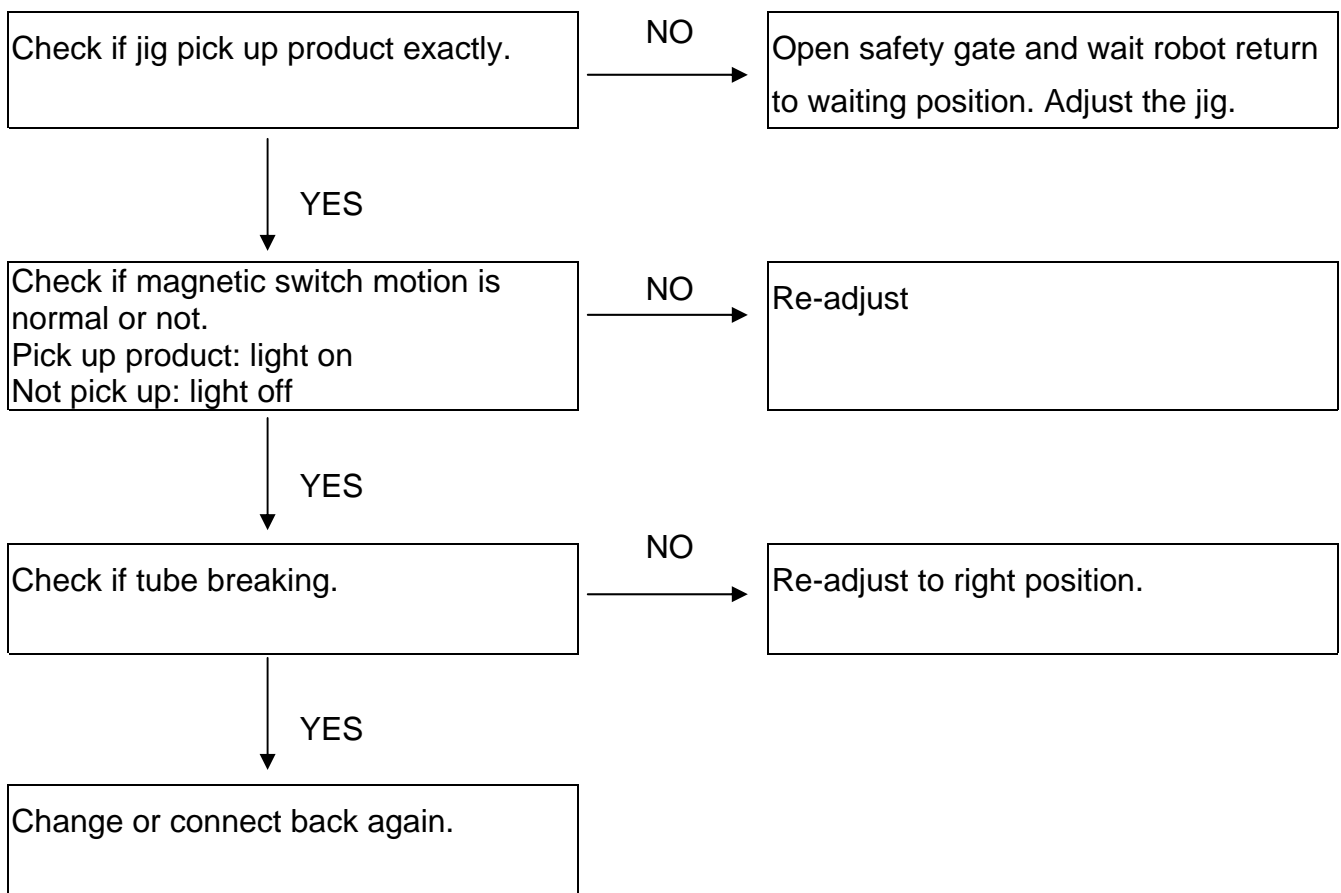 Check if jig pick up product exactly.
NO
Open safety gate and wait robot return
to waiting position. Adjust the jig.
YES
Check if magnetic switch motion is
normal or not.
Pick up product: light on
Not pick up: light off
NO
Re-adjust
YES
Check if tube breaking.
NO
Re-adjust to right position.
YES
Change or connect back again.